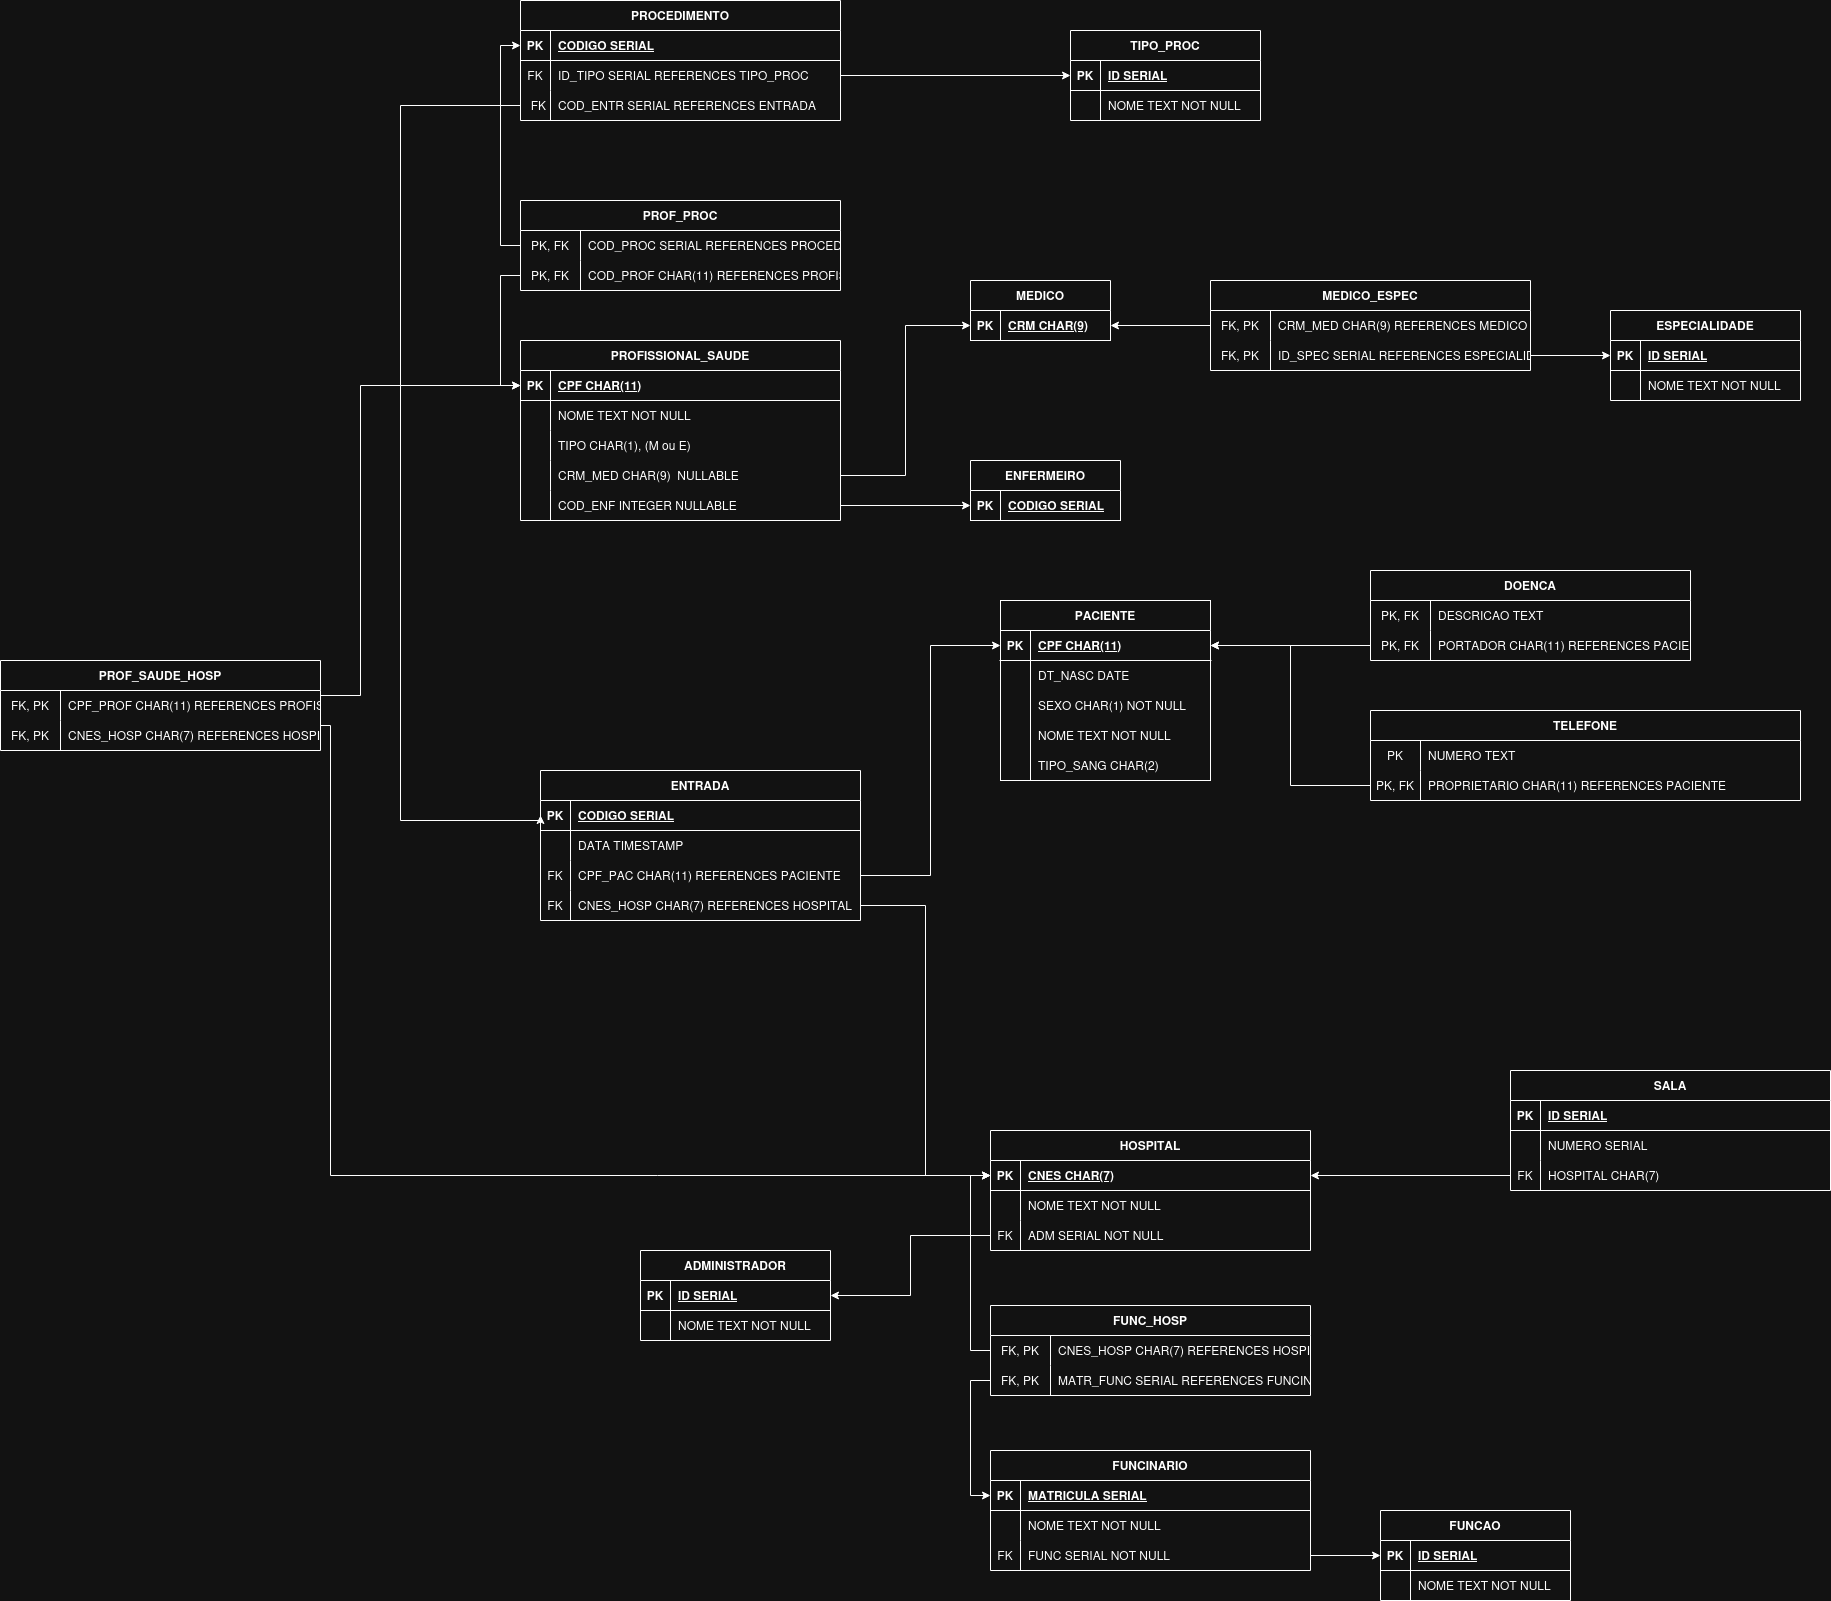 PROCEDIMENTO
PK CODIGO SERIAL
FK ID_TIPO SERIAL REFERENCES TIPO_PROC
FK COD_ENTR SERIAL REFERENCES ENTRADA
TIPO_PROC
PK ID SERIAL
NOME TEXT NOT NULL
PROF_PROC
PK, FK COD_PROC SERIAL REFERENCES PROCED
PK, FK COD_PROF CHAR(11) REFERENCES PROFI
MEDICO
PK CRM CHAR(9)
MEDICO_ESPEC
FK, PK CRM_MED CHAR(9) REFERENCES MEDICO
FK, PK ID_SPEC SERIAL REFERENCES ESPECIALID
ESPECIALIDADE
PK ID SERIAL
NOME TEXT NOT NULL
PROFISSIONAL_SAUDE
PK CPF CHAR(11)
NOME TEXT NOT NULL
TIPO CHAR(1), (M ou E)
CRM_MED CHAR(9) NULLABLE
COD_ENF INTEGER NULLABLE
ENFERMEIRO
PK CODIGO SERIAL
DOENCA
PK, FK DESCRICAO TEXT
PK, FK PORTADOR CHAR(11) REFERENCES PACIE
PACIENTE
PK CPF CHAR(11)
DT_NASC DATE
SEXO CHAR(1) NOT NULL
NOME TEXT NOT NULL
TIPO_SANG CHAR(2)
TELEFONE
PK NUMERO TEXT
PK, FK PROPRIETARIO CHAR(11) REFERENCES PACIENTE
PROF_SAUDE_HOSP
FK, PK CPF_PROF CHAR(11) REFERENCES PROFIS
FK, PK CNES_HOSP CHAR(7) REFERENCES HOSPI
ENTRADA
PK CODIGO SERIAL
DATA TIMESTAMP
FK CPF_PAC CHAR(11) REFERENCES PACIENTE
FK CNES_HOSP CHAR(7) REFERENCES HOSPITAL
SALA
PK ID SERIAL
NUMERO SERIAL
FK HOSPITAL CHAR(7)
HOSPITAL
PK CNES CHAR(7)
NOME TEXT NOT NULL
FK ADM SERIAL NOT NULL
ADMINISTRADOR
PK ID SERIAL
NOME TEXT NOT NULL
FUNC_HOSP
FK, PK CNES_HOSP CHAR(7) REFERENCES HOSPI
FK, PK MATR_FUNC SERIAL REFERENCES FUNCIN
FUNCINARIO
PK MATRICULA SERIAL
NOME TEXT NOT NULL
FK FUNC SERIAL NOT NULL
FUNCAO
PK ID SERIAL
NOME TEXT NOT NULL